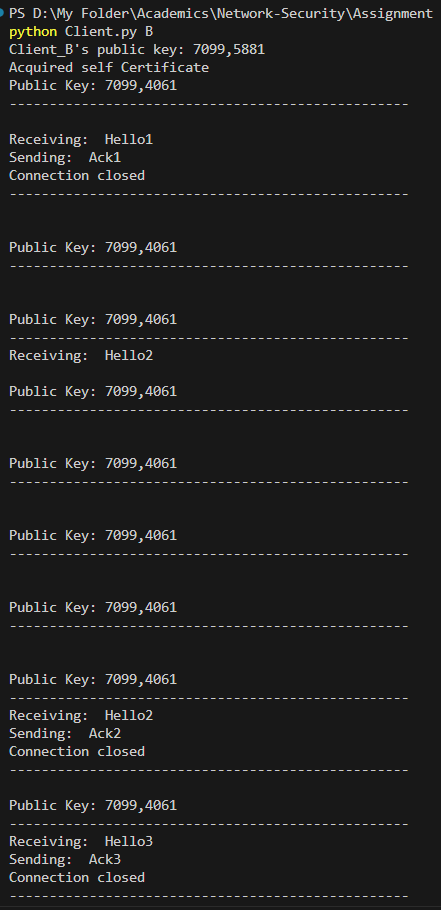 PS D:\My Folder\Academics\Network-Security\Assignment
python Client.py B
Client_B's public key: 7099,5881
Acquired self Certificate
Public Key: 7099,4061
--------------------------------------------------
Receiving:  Hello1
Sending:  Ack1
Connection closed
--------------------------------------------------
Public Key: 7099,4061
--------------------------------------------------
Public Key: 7099,4061
--------------------------------------------------
Receiving:  Hello2
Public Key: 7099,4061
--------------------------------------------------
Public Key: 7099,4061
--------------------------------------------------
Public Key: 7099,4061
--------------------------------------------------
Public Key: 7099,4061
--------------------------------------------------
Public Key: 7099,4061
--------------------------------------------------
Receiving:  Hello2
Sending:  Ack2
Connection closed
--------------------------------------------------
Public Key: 7099,4061
--------------------------------------------------
Receiving:  Hello3
Sending:  Ack3
Connection closed
--------------------------------------------------